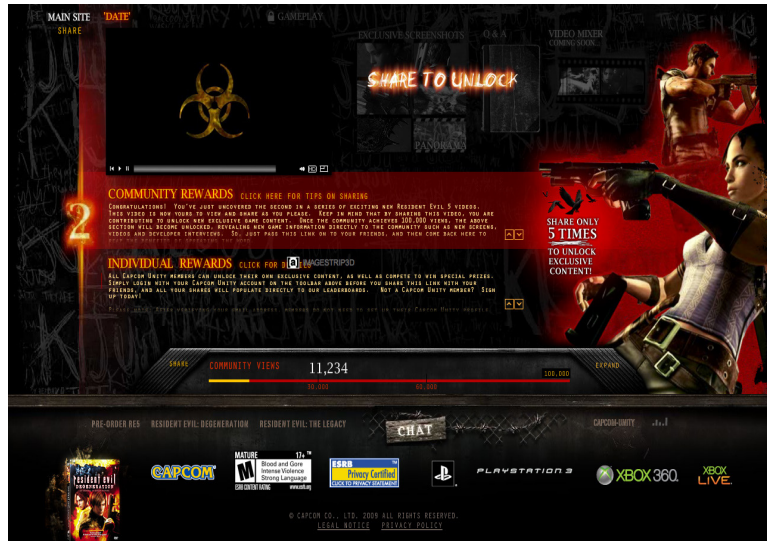 MAIN SITE 'DATE' GAMEPLAY
SHARE
EXCLUSIVE SCREENSHOTS Q & A VIDEO MIXER
COMING SOON...
SHARE TO UNLOCK
PANORAMA
2
COMMUNITY REWARDS CLICK HERE FOR TIPS ON SHARING
CONGRATULATIONS! YOU'VE JUST UNCOVERED THE SECOND IN A SERIES OF EXCITING NEW RESIDENT EVIL 5 VIDEOS.
THIS VIDEO IS NOW YOURS TO VIEW AND SHARE AS YOU PLEASE. KEEP IN MIND THAT BY SHARING THIS VIDEO, YOU ARE
CONTRIBUTING TO UNLOCK NEW EXCLUSIVE GAME CONTENT. ONCE THE COMMUNITY ACHIEVES 100.000 VIEWS, THE ABOVE
SECTION WILL BECOME UNLOCKED, REVEALING NEW GAME INFORMATION DIRECTLY TO THE COMMUNITY SUCH AS NEW SCREENS,
VIDEOS AND DEVELOPER INTERVIEWS. SO, JUST PASS THIS LINK ON TO YOUR FRIENDS, AND THEN COME BACK HERE TO
SHARE ONLY
5 TIMES
TO UNLOCK
EXCLUSIVE
CONTENT!
INDIVIDUAL REWARDS CLICK FOR IMAGESTRIP3D
ALL CAPCOM UNITY MEMBERS CAN UNLOCK THEIR OWN EXCLUSIVE CONTENT, AS WELL AS COMPETE TO WIN SPECIAL PRIZES.
SIMPLY LOGIN WITH YOUR CAPCOM UNITY ACCOUNT ON THE TOOLBAR ABOVE BEFORE YOU SHARE THIS LINK WITH YOUR
FRIENDS, AND ALL YOUR SHARES WILL POPULATE DIRECTLY TO OUR LEADERBOARDS. NOT A CAPCOM UNITY MEMBER? SIGN
UP TODAY!
SHARE COMMUNITY VIEWS 11,234 EXPAND
100.000
30.000 60.000
PRE-ORDER RE5 RESIDENT EVIL: DEGENERATION RESIDENT EVIL: THE LEGACY CHAT CAPCOM-UNITY
resident evil
DEGENERATION
CAPCOM
MATURE 17+ ™
M
Blood and Gore
Intense Violence
Strong Language
ESRB CONTENT RATING www.esrb.org
ESRB
Privacy Certified
CLICK TO PRIVACY STATEMENT
PLAYSTATION 3
XBOX 360.
XBOX
LIVE.
© CAPCOM CO., LTD. 2009 ALL RIGHTS RESERVED.
LEGAL NOTICE PRIVACY POLICY